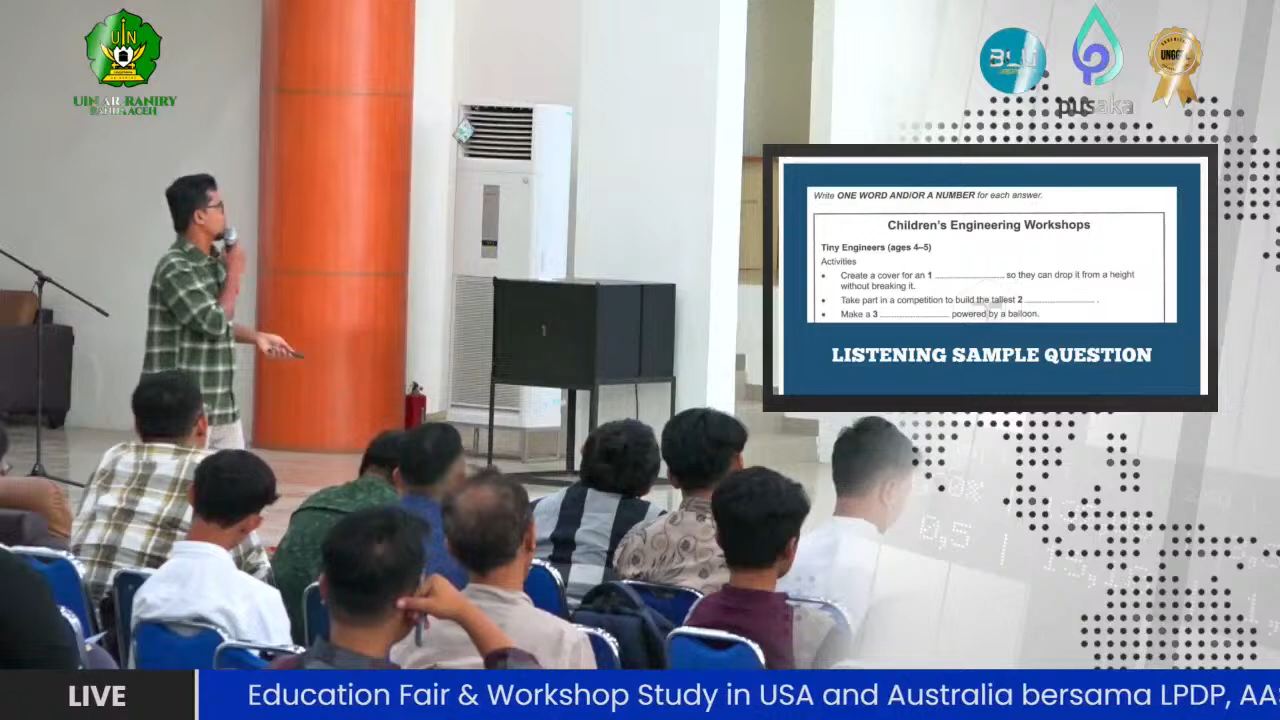 UIN
UIN AR-RANIRY
BANDA ACEH
BLU
pusaka
Write ONE WORD AND/OR A NUMBER for each answer.
Children's Engineering Workshops
Tiny Engineers (ages 4–5)
Activities
• Create a cover for an 1 .................... so they can drop it from a height
without breaking it.
• Take part in a competition to build the tallest 2 .................... .
• Make a 3 .................... powered by a balloon.
LISTENING SAMPLE QUESTION
0,5
LIVE
Education Fair & Workshop Study in USA and Australia bersama LPDP, AA